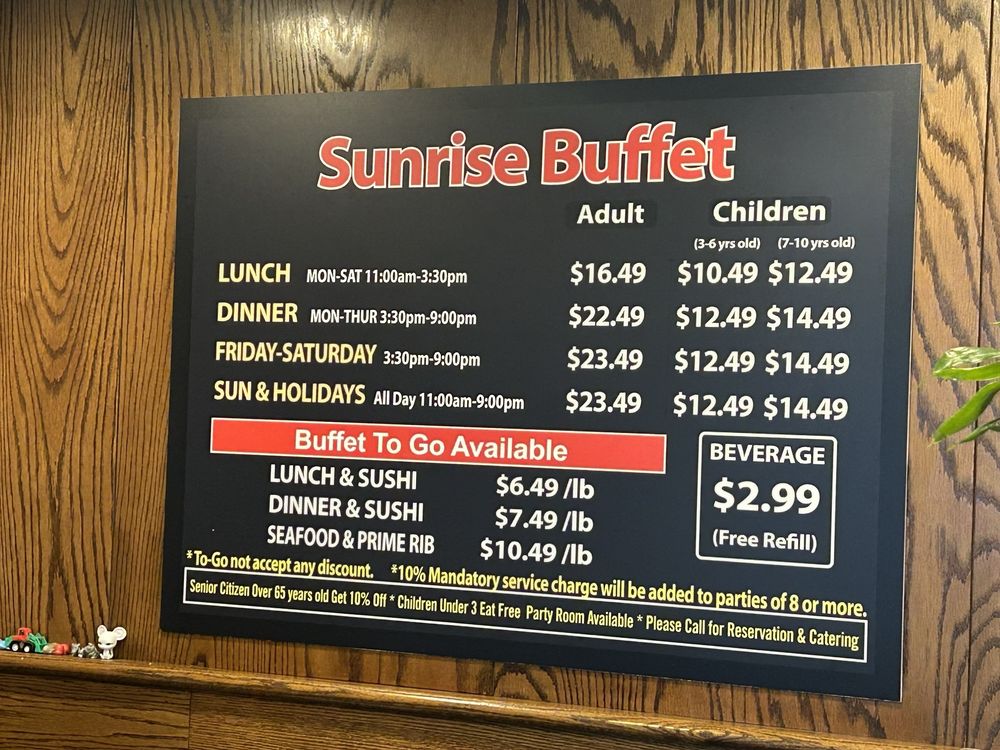 Sunrise Buffet
Adult Children
(3-6 yrs old) (7-10 yrs old)
LUNCH MON-SAT 11:00am-3:30pm $16.49 $10.49 $12.49
DINNER MON-THUR 3:30pm-9:00pm $22.49 $12.49 $14.49
FRIDAY-SATURDAY 3:30pm-9:00pm $23.49 $12.49 $14.49
SUN & HOLIDAYS All Day 11:00am-9:00pm $23.49 $12.49 $14.49
Buffet To Go Available
LUNCH & SUSHI $6.49 /lb
DINNER & SUSHI $7.49 /lb
SEAFOOD & PRIME RIB $10.49 /lb
BEVERAGE
$2.99
(Free Refill)
*To-Go not accept any discount. *10% Mandatory service charge will be added to parties of 8 or more.
Senior Citizen Over 65 years old Get 10% Off * Children Under 3 Eat Free Party Room Available * Please Call for Reservation & Catering